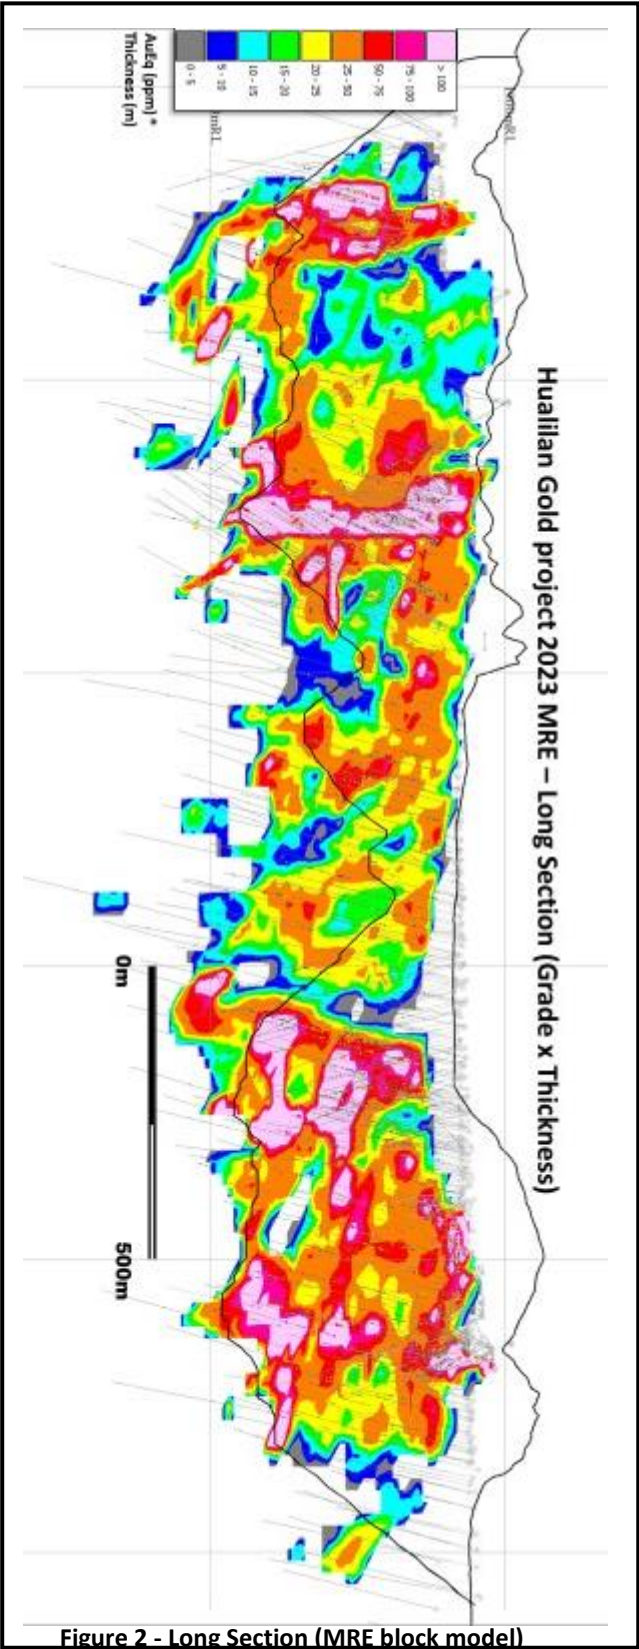 Hualilan Gold project 2023 MRE – Long Section (Grade x Thickness)
AuEq (ppm) *
Thickness (m)
0 - 5
5 - 10
10 - 15
15 - 20
20 - 25
25 - 50
50 - 75
75 - 100
> 100
0m
500m
Figure 2 - Long Section (MRE block model)